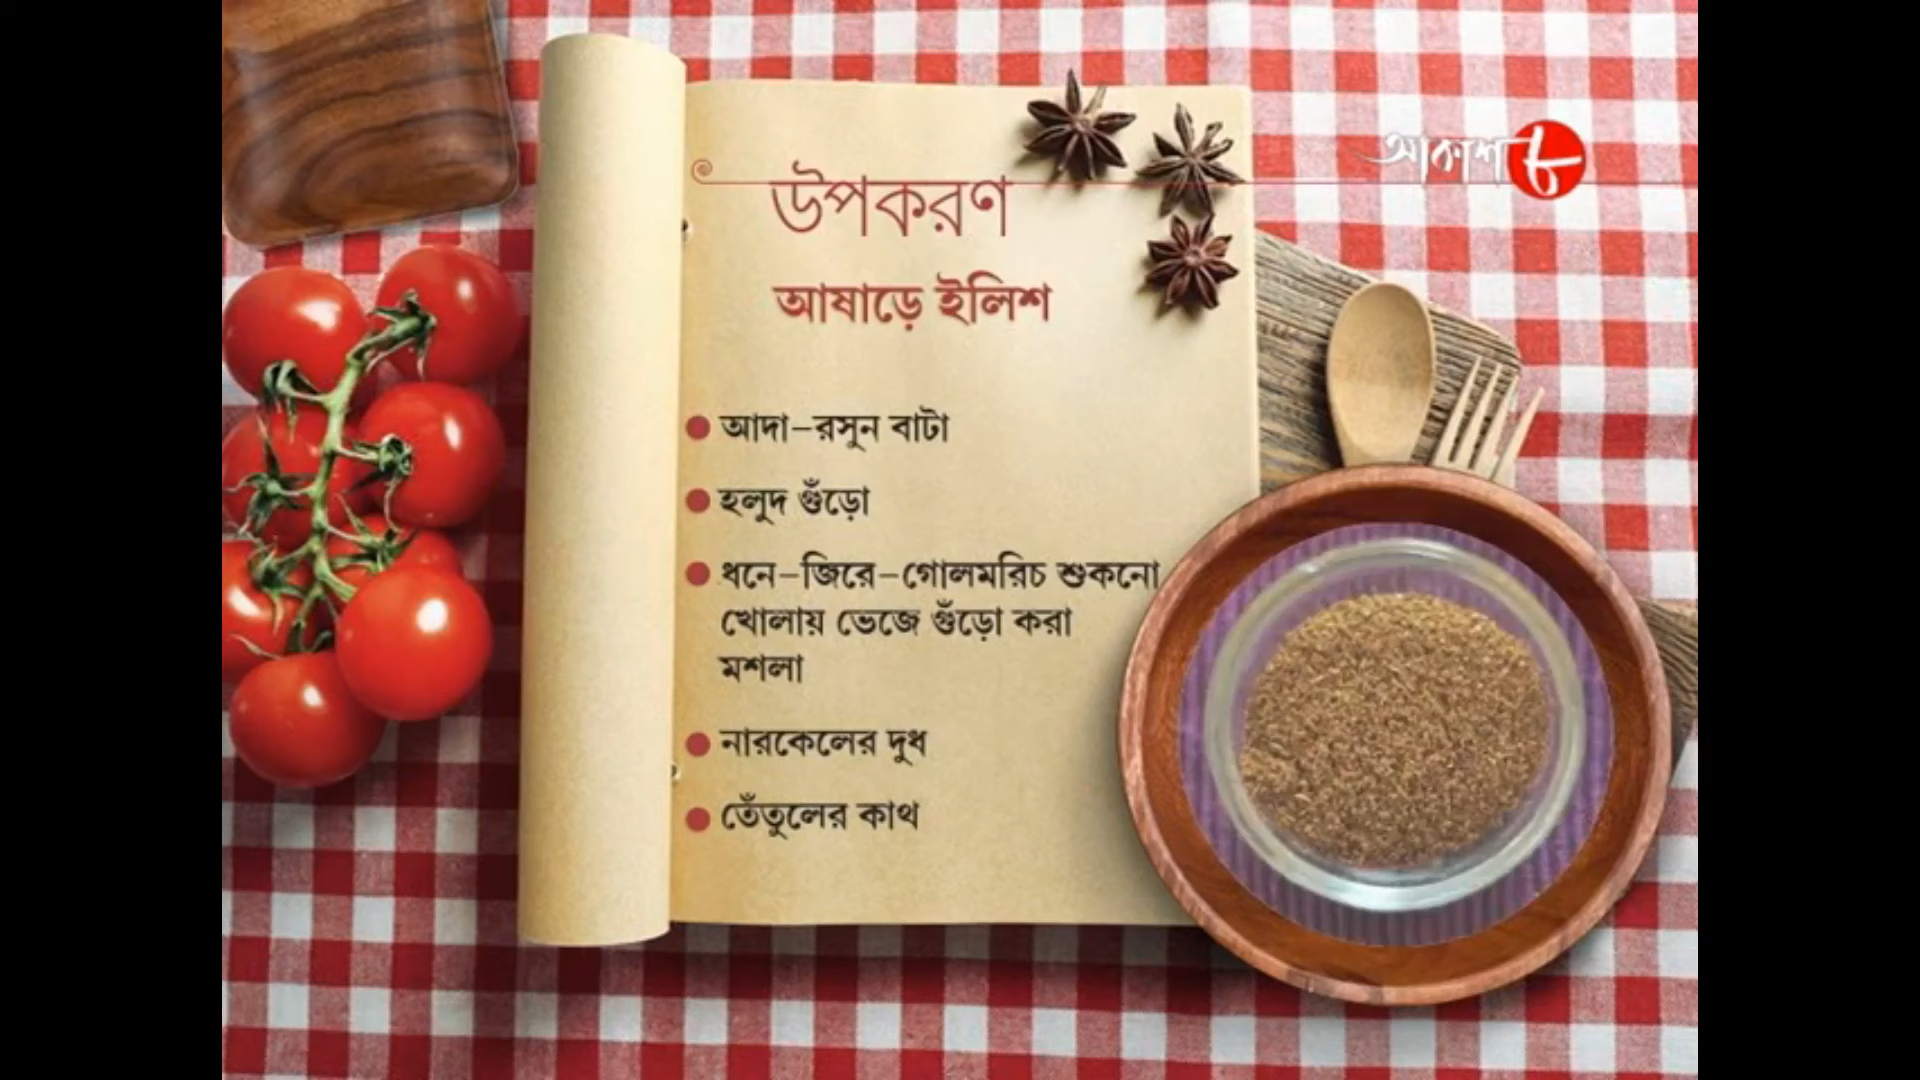 আকাশ ৮
উপকরণ
আষাড়ে ইলিশ
আদা-রসুন বাটা
হলুদ গুঁড়ো
ধনে-জিরে-গোলমরিচ শুকনো
খোলায় ভেজে গুঁড়ো করা
মশলা
নারকেলের দুধ
তেঁতুলের কাথ